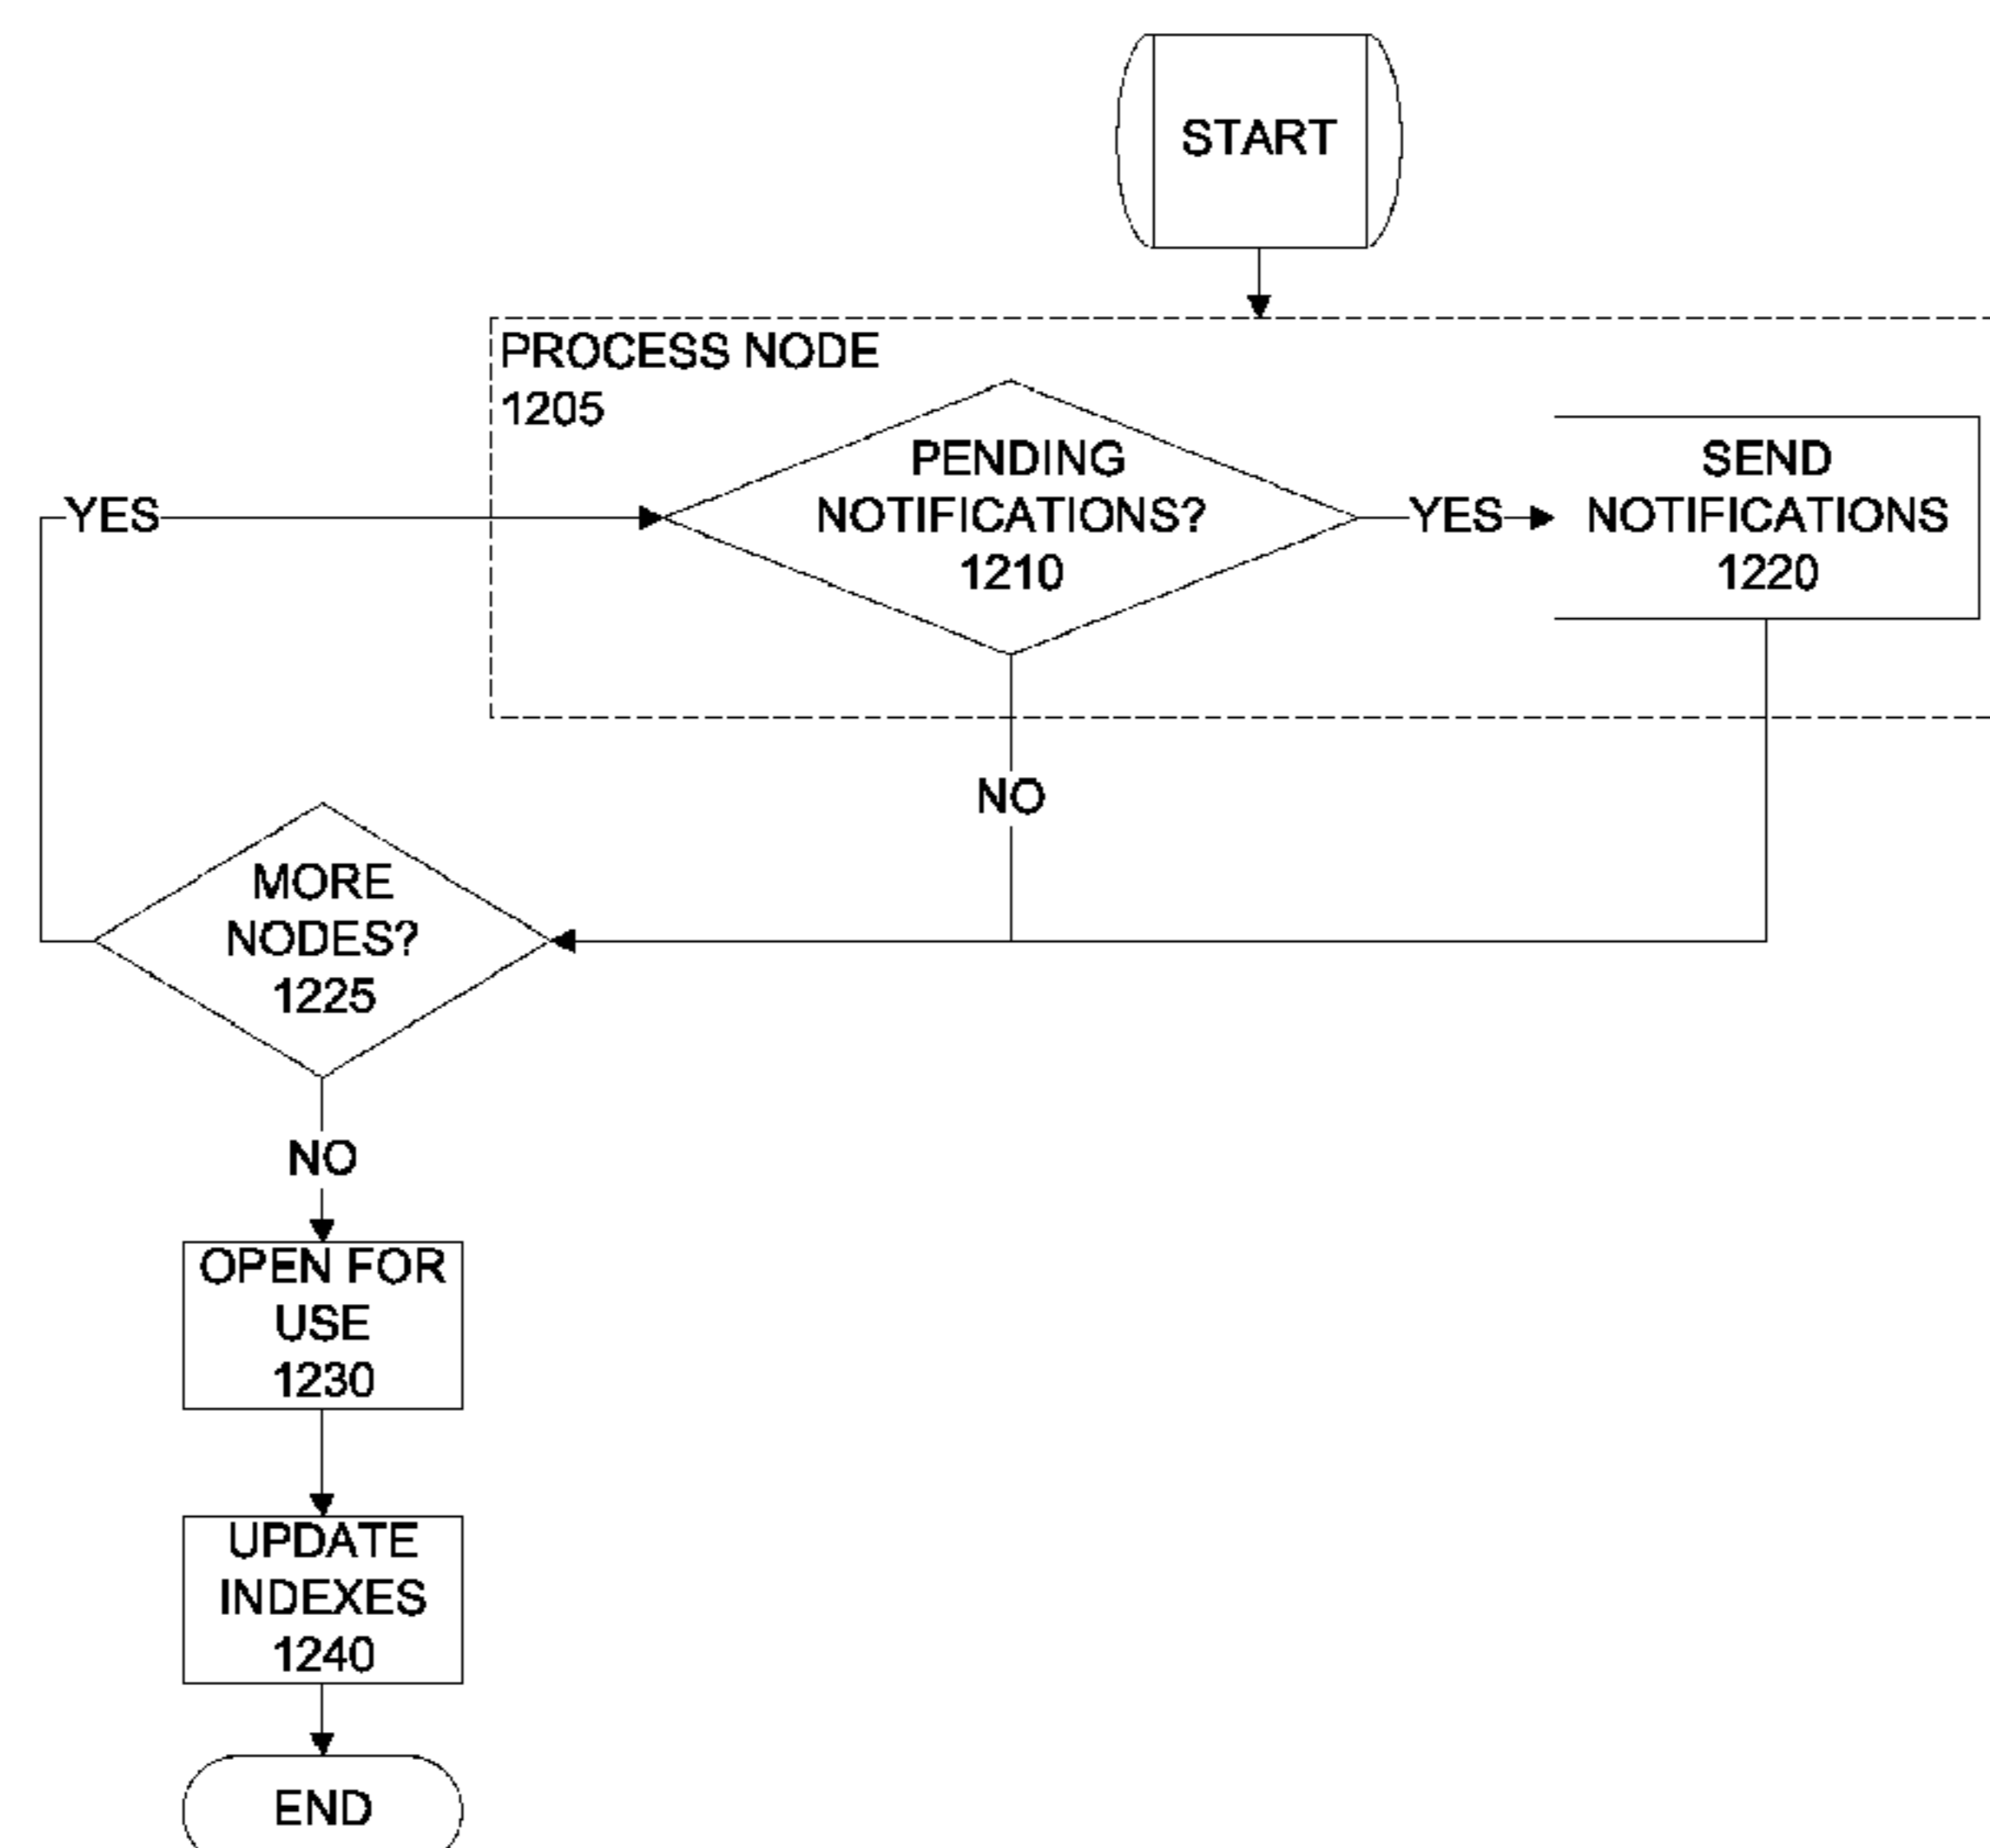 START
PROCESS NODE
1205
PENDING
NOTIFICATIONS?
1210
YES
SEND
NOTIFICATIONS
1220
YES
NO
MORE
NODES?
1225
NO
OPEN FOR
USE
1230
UPDATE
INDEXES
1240
END